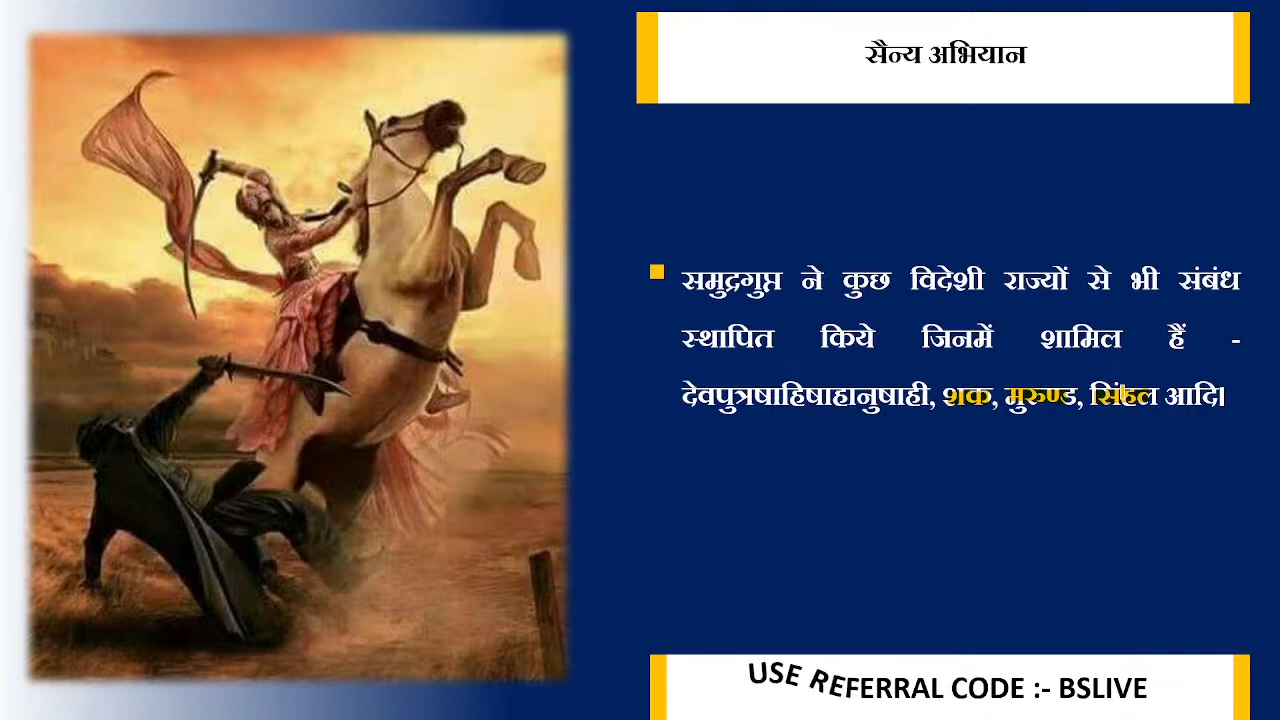 सैन्य अभियान
समुद्रगुप्त ने कुछ विदेशी राज्यों से भी संबंध
स्थापित किये जिनमें शामिल हैं -
देवपुत्रषाहिषाहानुषाही, शक, मुरुण्ड, सिंहल आदि।
USE REFERRAL CODE :- BSLIVE